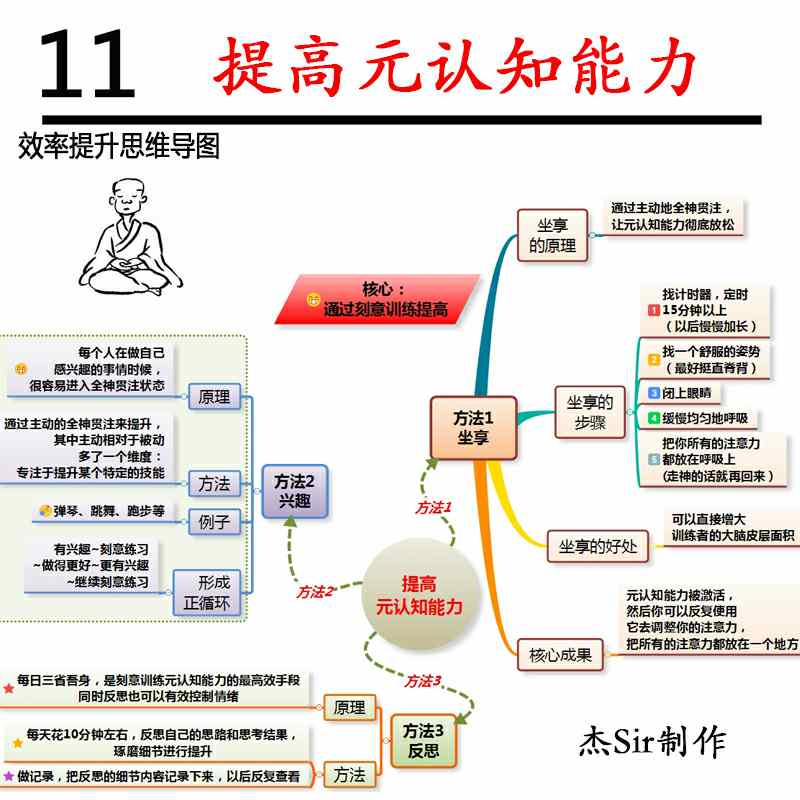 11
提高元认知能力
效率提升思维导图
核心：
通过刻意训练提高
提高
元认知能力
方法1
方法1
坐享
坐享
的原理
通过主动地全神贯注，
让元认知能力彻底放松
坐享的
步骤
1
找计时器，定时
15分钟以上
（以后慢慢加长）
2
找一个舒服的姿势
（最好挺直脊背）
3
闭上眼睛
4
缓慢均匀地呼吸
5
把你所有的注意力
都放在呼吸上
(走神的话就再回来)
坐享的好处
可以直接增大
训练者的大脑皮层面积
核心成果
元认知能力被激活，
然后你可以反复使用
它去调整你的注意力，
把所有的注意力都放在一个地方
方法2
方法2
兴趣
原理
每个人在做自己
感兴趣的事情时候，
很容易进入全神贯注状态
方法
通过主动的全神贯注来提升，
其中主动相对于被动
多了一个维度：
专注于提升某个特定的技能
例子
弹琴、跳舞、跑步等
形成
正循环
有兴趣~刻意练习
~做得更好~更有兴趣
~继续刻意练习
方法3
方法3
反思
原理
每日三省吾身，是刻意训练元认知能力的最高效手段
同时反思也可以有效控制情绪
方法
每天花10分钟左右，反思自己的思路和思考结果，
琢磨细节进行提升
做记录，把反思的细节内容记录下来，以后反复查看
杰Sir制作